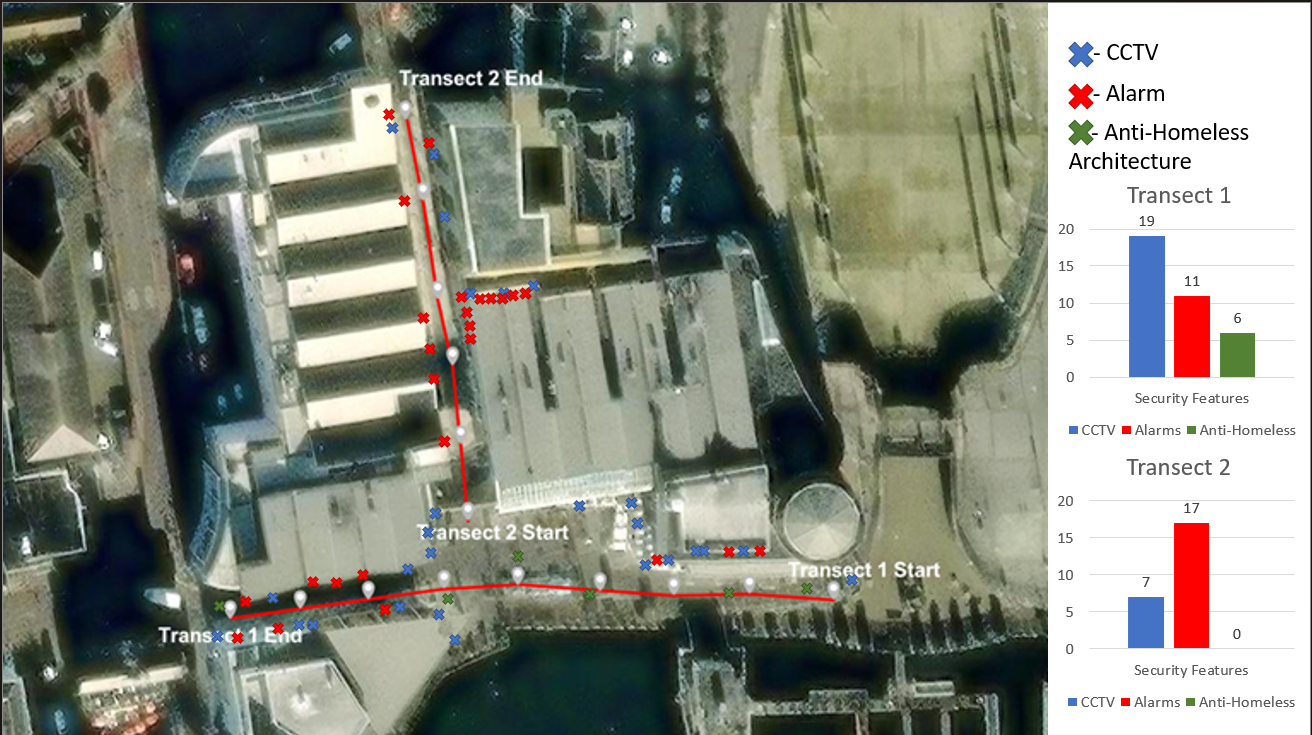 Transect 2 End
Transect 2 Start
Transect 1 Start
Transect 1 End
- CCTV
- Alarm
- Anti-Homeless
Architecture
Transect 1
20
15
10
5
0
19
11
6
Security Features
CCTV Alarms Anti-Homeless
Transect 2
20
15
10
5
0
7
17
0
Security Features
CCTV Alarms Anti-Homeless